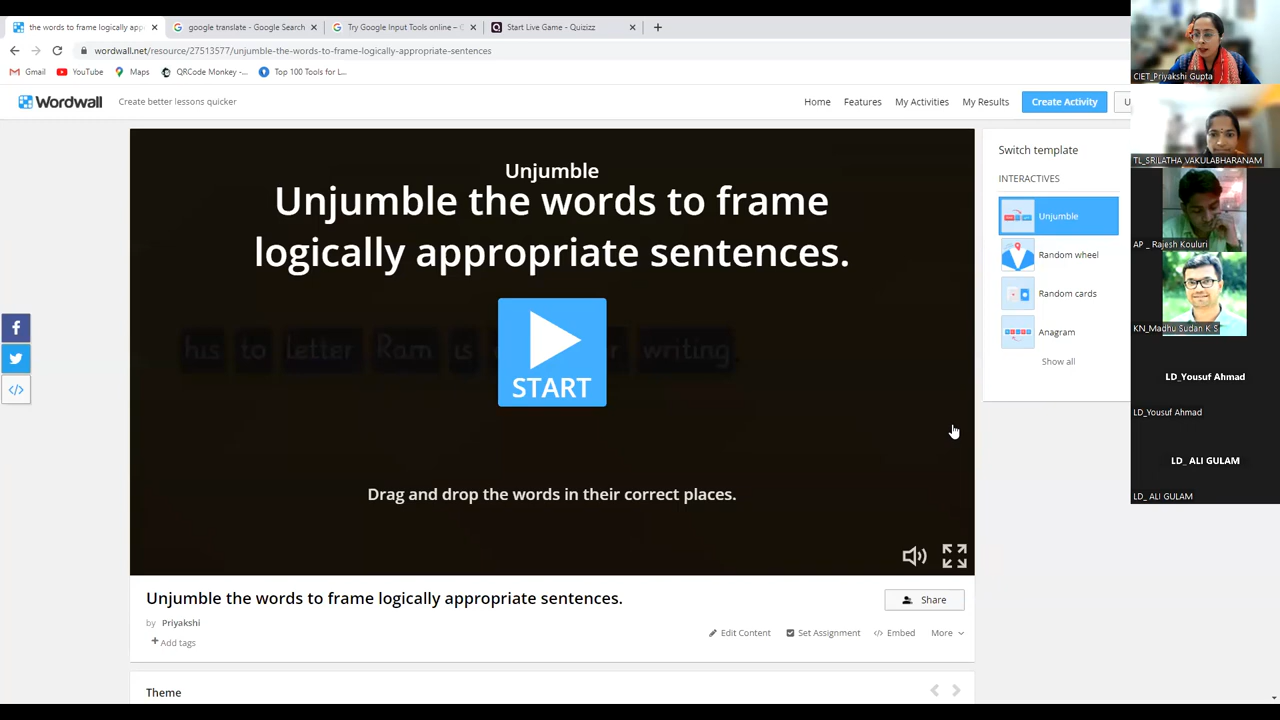 the words to frame logically app
google translate - Google Search
Try Google Input Tools online –
Start Live Game - Quizizz
wordwall.net/resource/27513577/unjumble-the-words-to-frame-logically-appropriate-sentences
Gmail
YouTube
Maps
QRCode Monkey -...
Top 100 Tools for L...
Wordwall
Create better lessons quicker
Home
Features
My Activities
My Results
Create Activity
U
Unjumble
Unjumble the words to frame
logically appropriate sentences.
his to letter Ram is writing.
START
Drag and drop the words in their correct places.
Switch template
INTERACTIVES
Unjumble
Random wheel
Random cards
Anagram
Show all
Unjumble the words to frame logically appropriate sentences.
Share
by Priyakshi
Add tags
Edit Content
Set Assignment
Embed
More
Theme
CIET_Priyakshi Gupta
TL_SRILATHA VAKULABHARANAM
AP _ Rajesh Kouluri
KN_Madhu Sudan K S
LD_Yousuf Ahmad
LD_Yousuf Ahmad
LD_ ALI GULAM
LD_ ALI GULAM